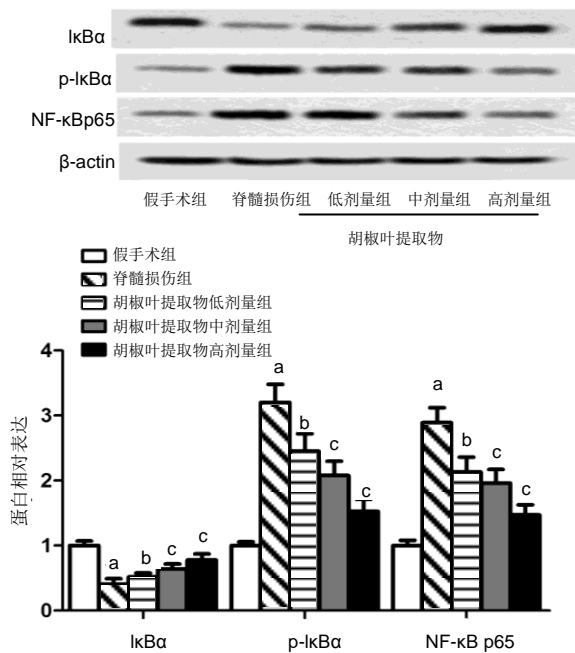 IκBα
p-IκBα
NF-κBp65
β-actin
假手术组 脊髓损伤组 低剂量组 中剂量组 高剂量组
胡椒叶提取物
假手术组
脊髓损伤组
胡椒叶提取物低剂量组
胡椒叶提取物中剂量组
胡椒叶提取物高剂量组
蛋白相对表达
4
3
2
1
0
a b c c
a b c c
a b c c
IκBα p-IκBα NF-κB p65